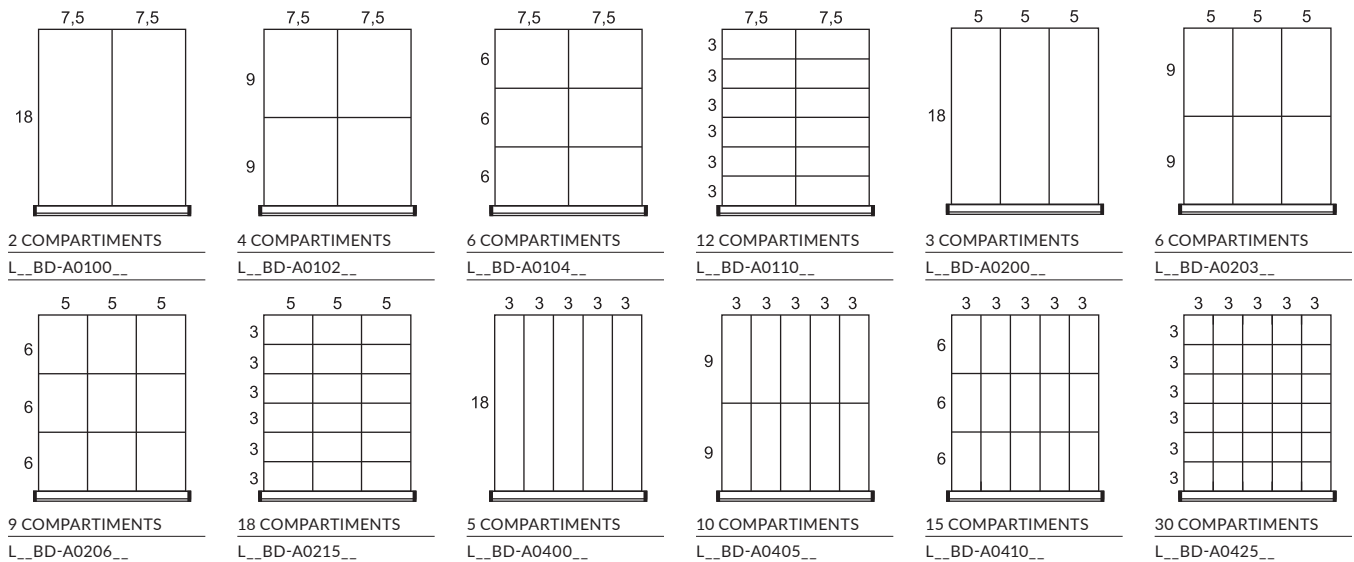 7,5 7,5
18
2 COMPARTIMENTS
L__BD-A0100__
7,5 7,5
9
9
4 COMPARTIMENTS
L__BD-A0102__
7,5 7,5
6
6
6
6 COMPARTIMENTS
L__BD-A0104__
7,5 7,5
3
3
3
3
3
3
12 COMPARTIMENTS
L__BD-A0110__
5 5 5
18
3 COMPARTIMENTS
L__BD-A0200__
5 5 5
9
9
6 COMPARTIMENTS
L__BD-A0203__
5 5 5
6
6
6
9 COMPARTIMENTS
L__BD-A0206__
5 5 5
3
3
3
3
3
3
18 COMPARTIMENTS
L__BD-A0215__
3 3 3 3 3
18
5 COMPARTIMENTS
L__BD-A0400__
3 3 3 3 3
9
9
10 COMPARTIMENTS
L__BD-A0405__
3 3 3 3 3
6
6
6
15 COMPARTIMENTS
L__BD-A0410__
3 3 3 3 3
3
3
3
3
3
3
30 COMPARTIMENTS
L__BD-A0425__